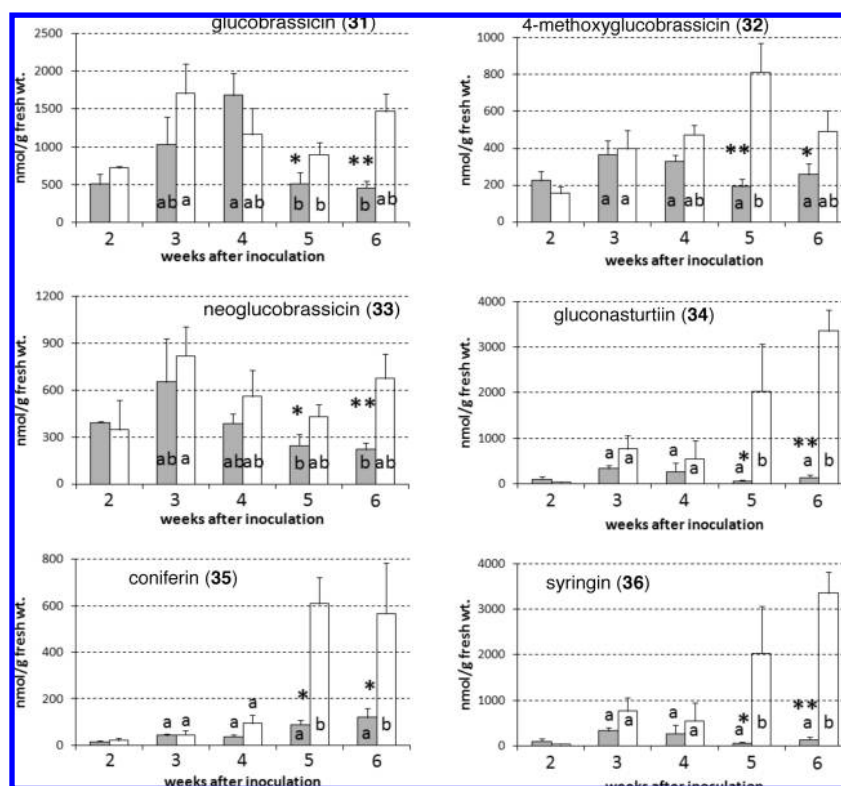 glucobrassicin (31)
2500
2000
1500
1000
500
0
nmol/g fresh wt.
* **
ab a a ab b b b ab
2 3 4 5 6
weeks after inoculation
4-methoxyglucobrassicin (32)
1000
800
600
400
200
0
nmol/g fresh wt.
** *
a a a ab a b a ab
2 3 4 5 6
weeks after inoculation
neoglucobrassicin (33)
1200
900
600
300
0
nmol/g fresh wt.
* **
ab a ab ab b ab b ab
2 3 4 5 6
weeks after inoculation
gluconasturtiin (34)
4000
3000
2000
1000
0
nmol/g fresh wt.
* **
a a a a a b a b
2 3 4 5 6
weeks after inoculation
coniferin (35)
800
600
400
200
0
nmol/g fresh wt.
* *
a a a a a b a b
2 3 4 5 6
weeks after inoculation
syringin (36)
4000
3000
2000
1000
0
nmol/g fresh wt.
* **
a a a a a b a b
2 3 4 5 6
weeks after inoculation